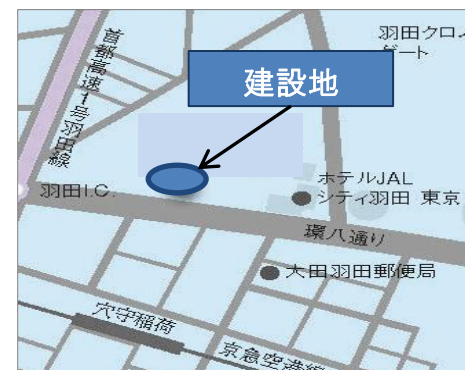 首都高速1号羽田線
羽田クロノ
ゲート
建設地
羽田I.C.
ホテルJAL
シティ羽田 東京
環八通り
大田羽田郵便局
穴守稲荷
京急空港線